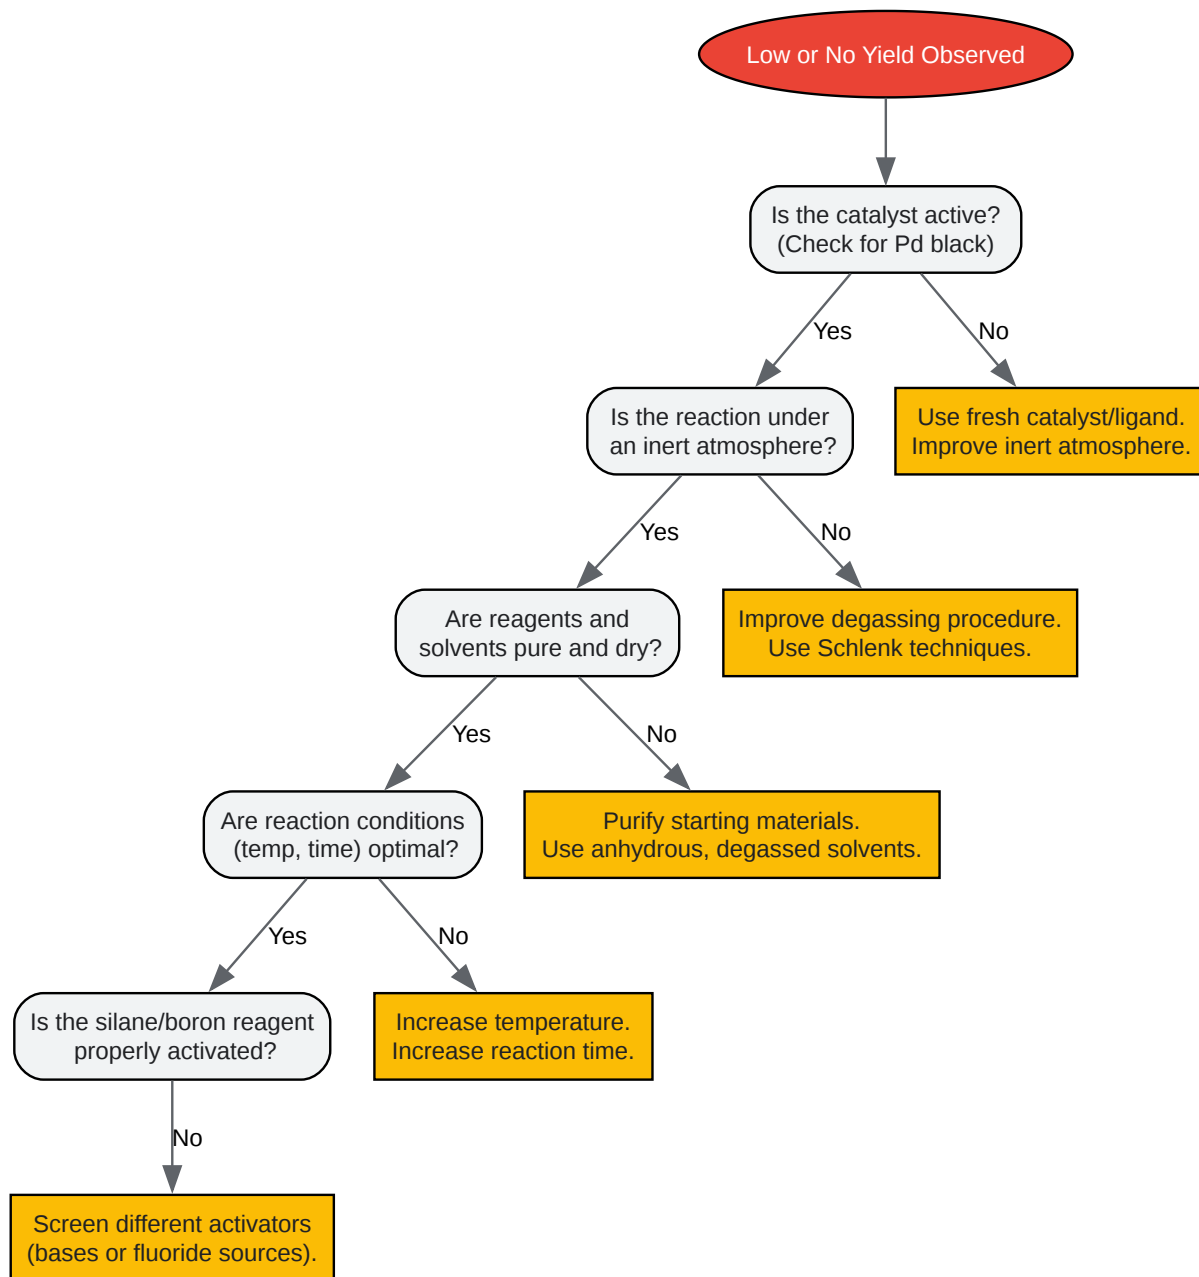 Low or No Yield Observed
Is the catalyst active?
(Check for Pd black)
Yes
No
Is the reaction under
an inert atmosphere?
Use fresh catalyst/ligand.
Improve inert atmosphere.
Yes
No
Are reagents and
solvents pure and dry?
Improve degassing procedure.
Use Schlenk techniques.
Yes
No
Are reaction conditions
(temp, time) optimal?
Purify starting materials.
Use anhydrous, degassed solvents.
Yes
No
Is the silane/boron reagent
properly activated?
Increase temperature.
Increase reaction time.
No
Screen different activators
(bases or fluoride sources).